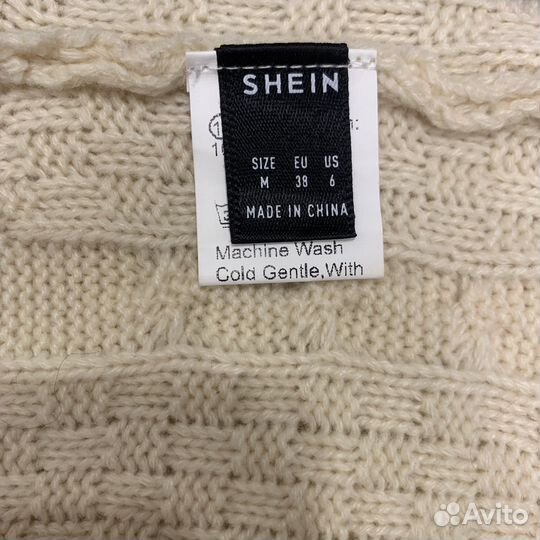 SHEIN
SIZE EU US
M 38 6
MADE IN CHINA
Machine Wash
Cold Gentle,With
Avito